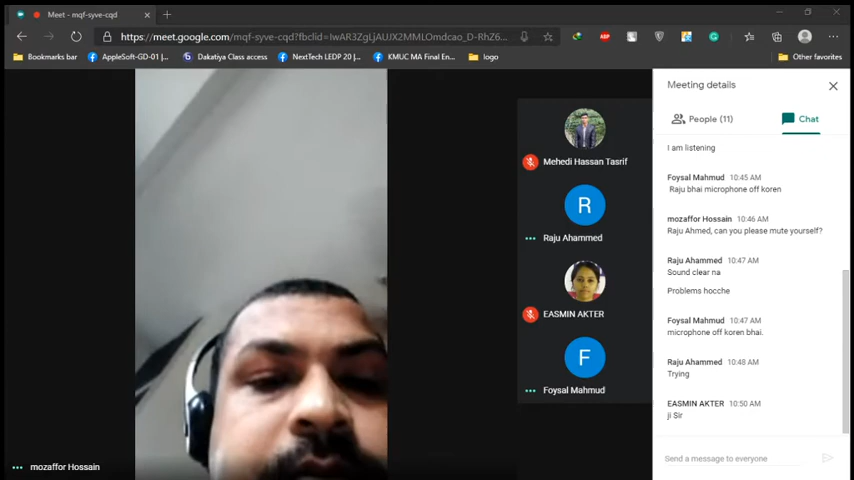 Meet - mqf-syve-cqd
https://meet.google.com/mqf-syve-cqd?fbclid=IwAR3ZgLjAUJX2MMLOmdcao_D-RhZ6...
Bookmarks bar
AppleSoft-GD-01 |...
Dakatiya Class access
NextTech LEDP 20|...
KMUC MA Final En...
logo
Other favorites
mozaffor Hossain
Mehedi Hassan Tasrif
R
Raju Ahammed
EASMIN AKTER
F
Foysal Mahmud
Meeting details
People (11)
Chat
I am listening
Foysal Mahmud 10:45 AM
Raju bhai microphone off koren
mozaffor Hossain 10:46 AM
Raju Ahmed, can you please mute yourself?
Raju Ahammed 10:47 AM
Sound clear na
Problems hocche
Foysal Mahmud 10:47 AM
microphone off koren bhai.
Raju Ahammed 10:48 AM
Trying
EASMIN AKTER 10:50 AM
ji Sir
Send a message to everyone